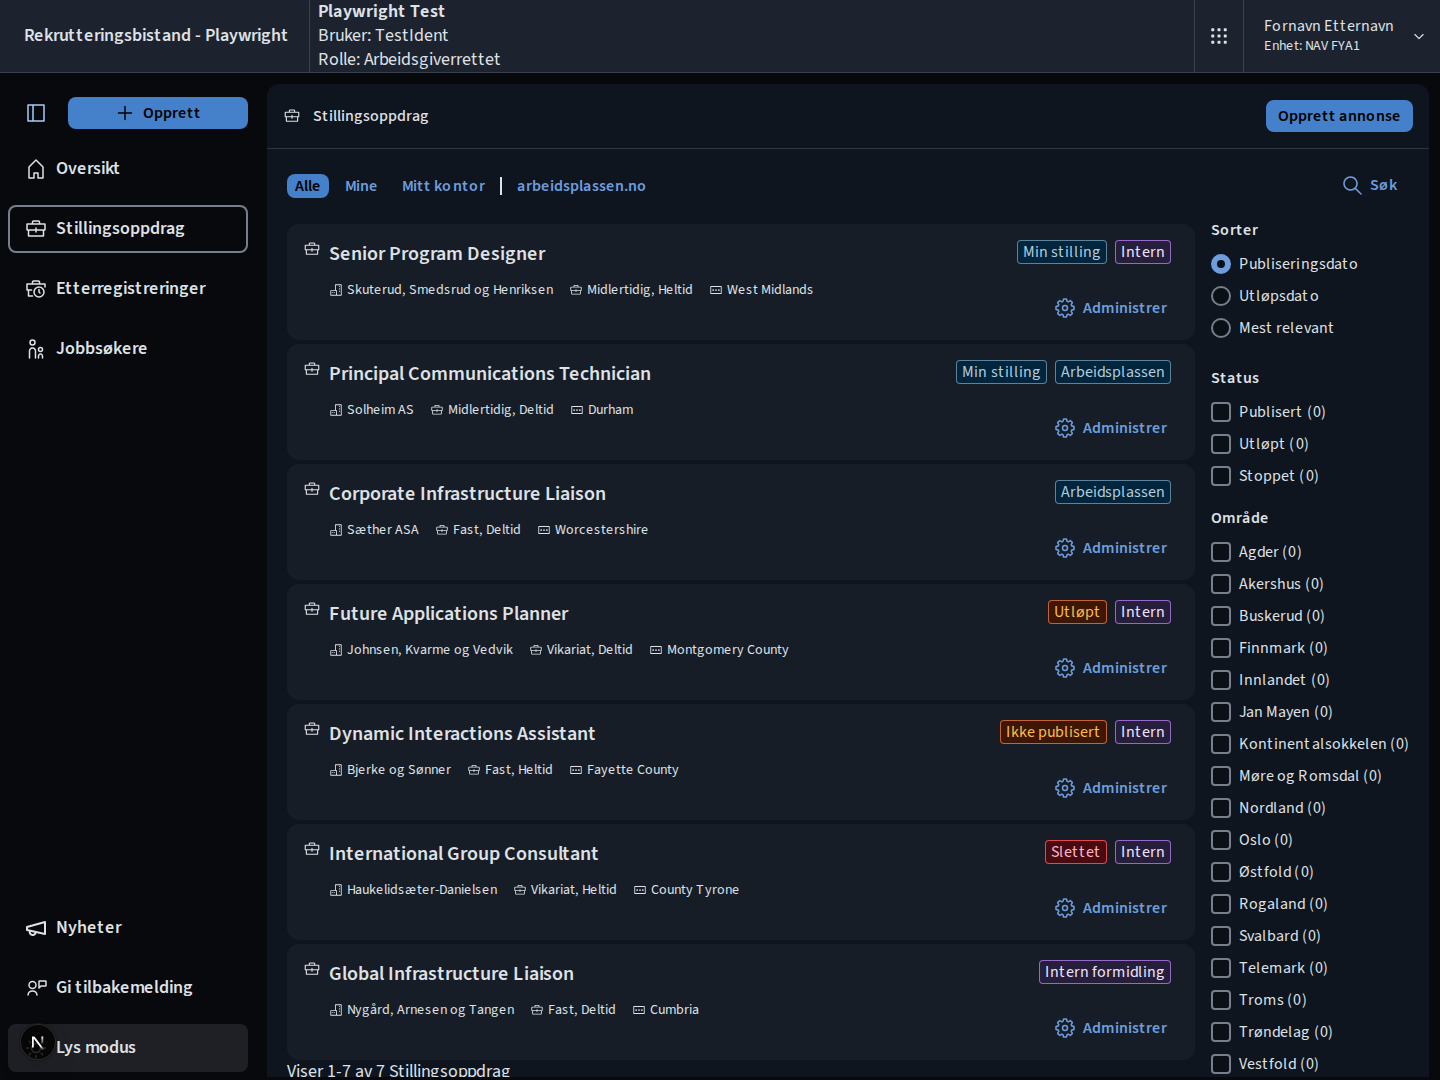 Rekrutteringsbistand - Playwright
Playwright Test
Bruker: TestIdent
Rolle: Arbeidsgiverrettet
Fornavn Etternavn
Enhet: NAV FYA1
Opprett
Oversikt
Stillingsoppdrag
Etterregistreringer
Jobbsøkere
Nyheter
Gi tilbakemelding
N
Lys modus
Stillingsoppdrag
Opprett annonse
Alle
Mine
Mitt kontor
arbeidsplassen.no
Søk
Senior Program Designer
Min stilling
Intern
Skuterud, Smedsrud og Henriksen
Midlertidig, Heltid
West Midlands
Administrer
Principal Communications Technician
Min stilling
Arbeidsplassen
Solheim AS
Midlertidig, Deltid
Durham
Administrer
Corporate Infrastructure Liaison
Arbeidsplassen
Sæther ASA
Fast, Deltid
Worcestershire
Administrer
Future Applications Planner
Utløpt
Intern
Johnsen, Kvarme og Vedvik
Vikariat, Deltid
Montgomery County
Administrer
Dynamic Interactions Assistant
Ikke publisert
Intern
Bjerke og Sønner
Fast, Heltid
Fayette County
Administrer
International Group Consultant
Slettet
Intern
Haukelidsæter-Danielsen
Vikariat, Heltid
County Tyrone
Administrer
Global Infrastructure Liaison
Intern formidling
Nygård, Arnesen og Tangen
Fast, Deltid
Cumbria
Administrer
Viser 1-7 av 7 Stillingsoppdrag
Sorter
Publiseringsdato
Utløpsdato
Mest relevant
Status
Publisert (0)
Utløpt (0)
Stoppet (0)
Område
Agder (0)
Akershus (0)
Buskerud (0)
Finnmark (0)
Innlandet (0)
Jan Mayen (0)
Kontinentalsokkelen (0)
Møre og Romsdal (0)
Nordland (0)
Oslo (0)
Østfold (0)
Rogaland (0)
Svalbard (0)
Telemark (0)
Troms (0)
Trøndelag (0)
Vestfold (0)